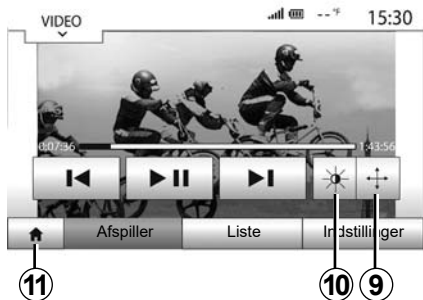 VIDEO
--°F
15:30
0:07:36
1:43:56
Afspiller
Liste
Indstillinger
11
10
9